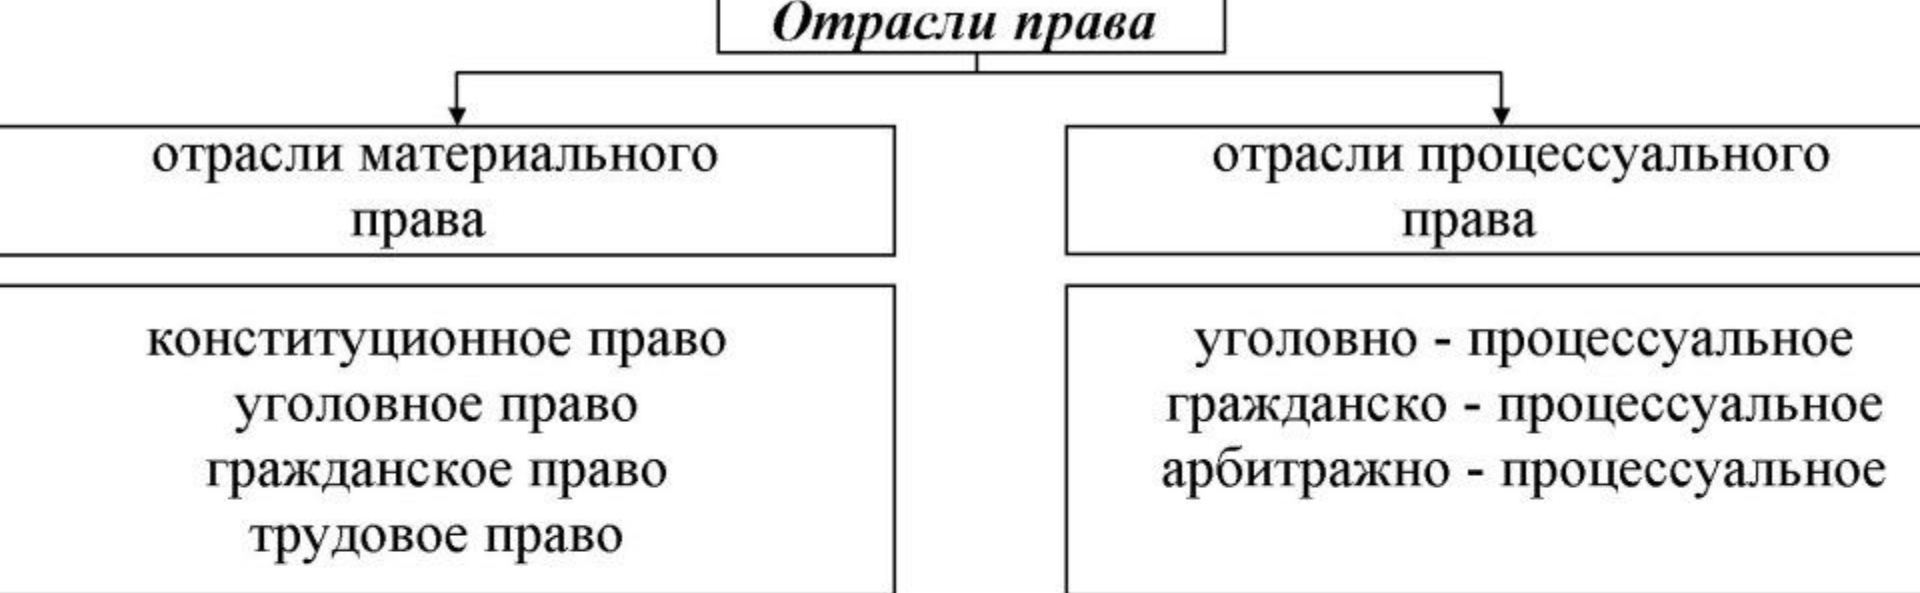 Отрасли права
отрасли материального
права
отрасли процессуального
права
конституционное право
уголовное право
гражданское право
трудовое право
уголовно - процессуальное
гражданско - процессуальное
арбитражно - процессуальное